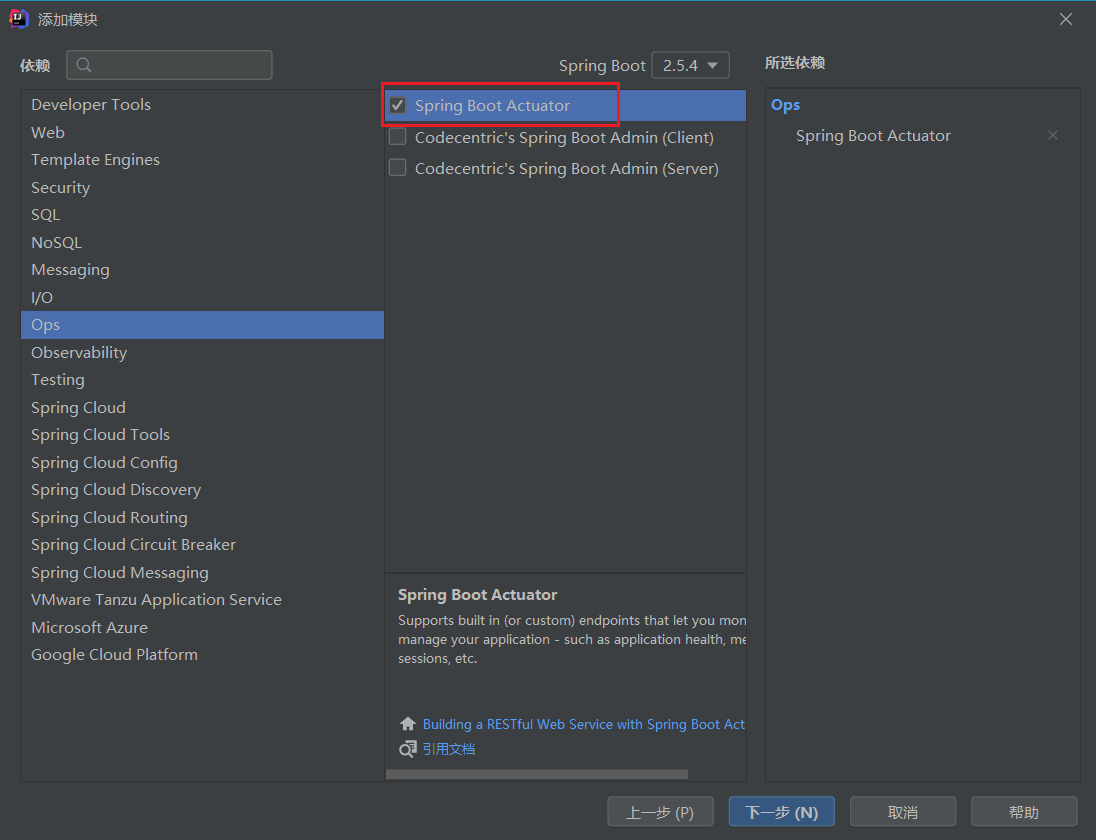 添加模块
依赖
Spring Boot 2.5.4
所选依赖
Developer Tools
Web
Template Engines
Security
SQL
NoSQL
Messaging
I/O
Ops
Observability
Testing
Spring Cloud
Spring Cloud Tools
Spring Cloud Config
Spring Cloud Discovery
Spring Cloud Routing
Spring Cloud Circuit Breaker
Spring Cloud Messaging
VMware Tanzu Application Service
Microsoft Azure
Google Cloud Platform
Spring Boot Actuator
Codecentric's Spring Boot Admin (Client)
Codecentric's Spring Boot Admin (Server)
Spring Boot Actuator
Supports built in (or custom) endpoints that let you mon
manage your application - such as application health, me
sessions, etc.
Building a RESTful Web Service with Spring Boot Act
引用文档
Ops
Spring Boot Actuator
上一步 (P)
下一步 (N)
取消
帮助